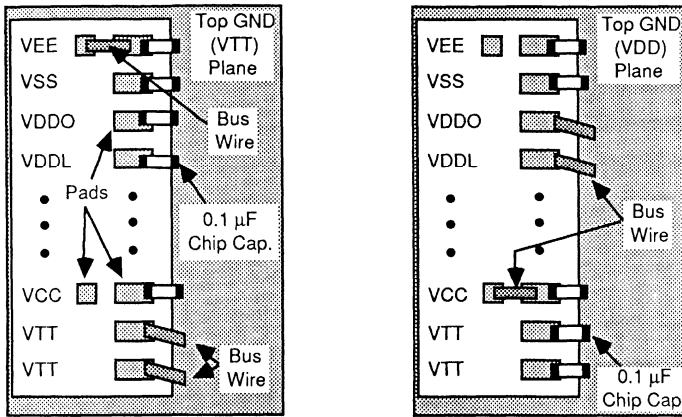 Top GND
(VTT)
Plane
VEE
VSS
VDDO
VDDL
Bus
Wire
Pads
0.1 µF
Chip Cap.
VCC
VTT
VTT
Bus
Wire
Top GND
(VDD)
Plane
VEE
VSS
VDDO
VDDL
Bus
Wire
VCC
VTT
VTT
0.1 µF
Chip Cap